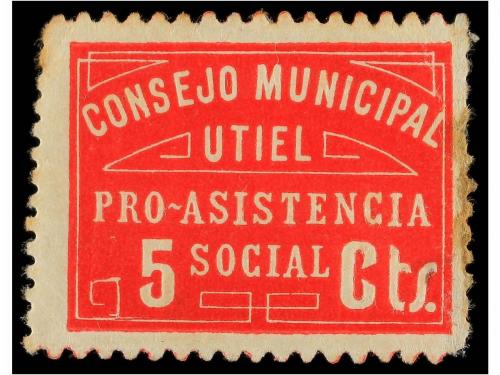 CONSEJO MUNICIPAL
UTIEL
PRO-ASISTENCIA
5 SOCIAL Cts.